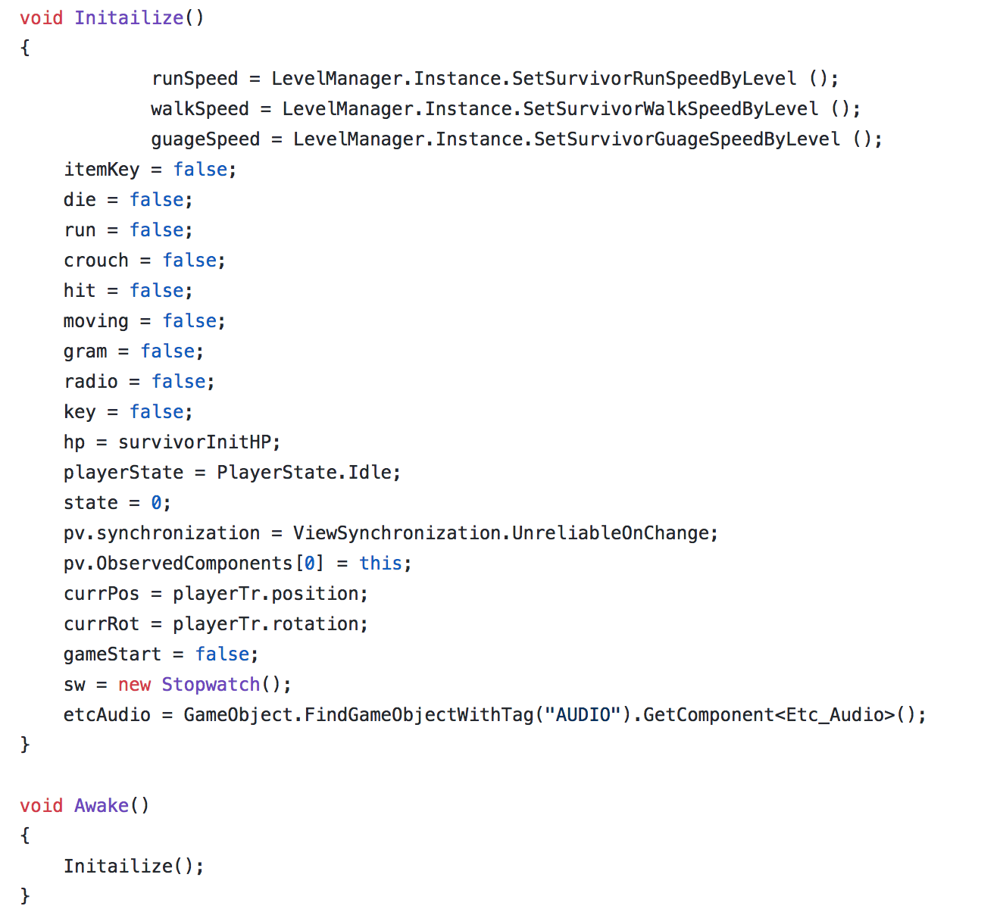 void Initailize()
{
            runSpeed = LevelManager.Instance.SetSurvivorRunSpeedByLevel ();
            walkSpeed = LevelManager.Instance.SetSurvivorWalkSpeedByLevel ();
            guageSpeed = LevelManager.Instance.SetSurvivorGuageSpeedByLevel ();
    itemKey = false;
    die = false;
    run = false;
    crouch = false;
    hit = false;
    moving = false;
    gram = false;
    radio = false;
    key = false;
    hp = survivorInitHP;
    playerState = PlayerState.Idle;
    state = 0;
    pv.synchronization = ViewSynchronization.UnreliableOnChange;
    pv.ObservedComponents[0] = this;
    currPos = playerTr.position;
    currRot = playerTr.rotation;
    gameStart = false;
    sw = new Stopwatch();
    etcAudio = GameObject.FindGameObjectWithTag("AUDIO").GetComponent<Etc_Audio>();
}

void Awake()
{
    Initailize();
}